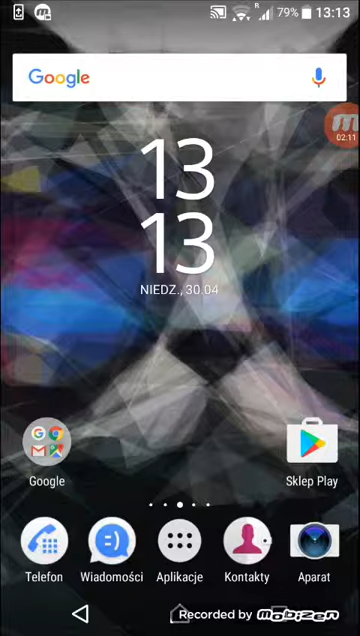 R 79% 13:13
Google
02:11
13
13
NIEDZ., 30.04
Google
Sklep Play
Telefon Wiadomości Aplikacje Kontakty Aparat
Recorded by mobizen